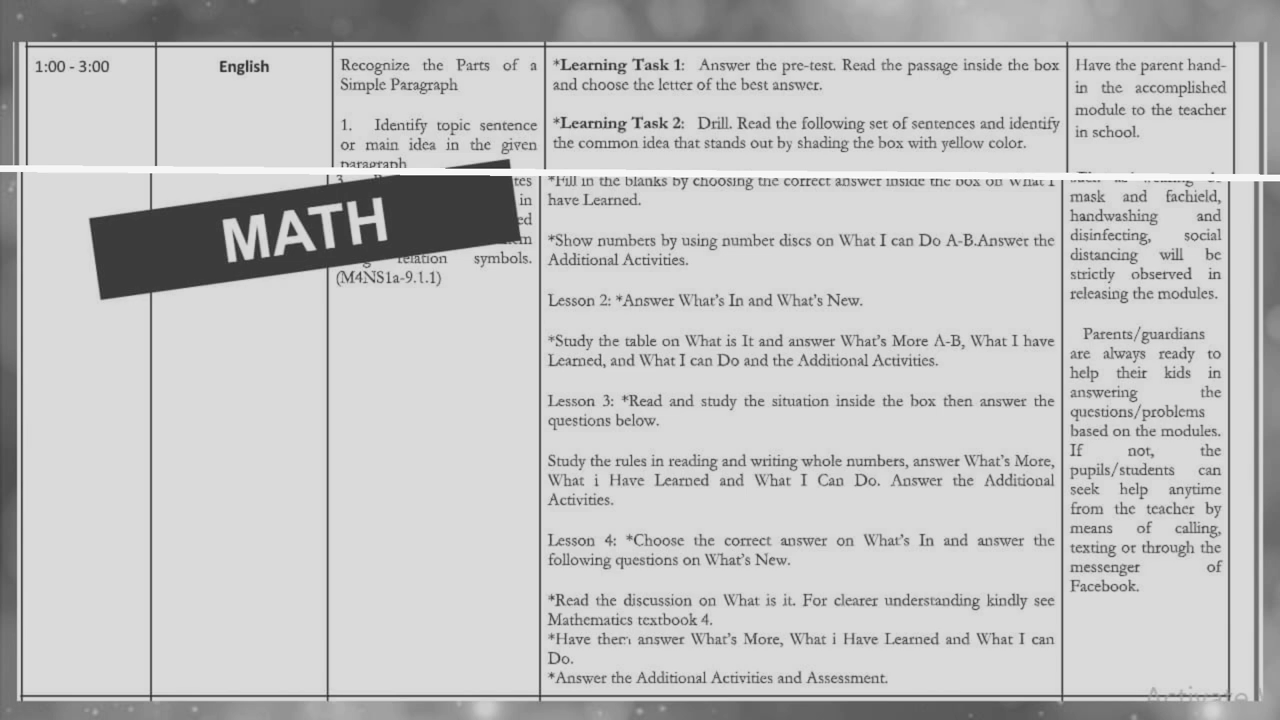 1:00 - 3:00
English
Recognize the Parts of a
Simple Paragraph
1. Identify topic sentence
or main idea in the given
paragraph
*Learning Task 1: Answer the pre-test. Read the passage inside the box
and choose the letter of the best answer.
*Learning Task 2: Drill. Read the following set of sentences and identify
the common idea that stands out by shading the box with yellow color.
Have the parent hand-
in the accomplished
module to the teacher
in school.
MATH
in
relation symbols.
(M4NS1a-9.1.1)
*Fill in the blanks by choosing the correct answer inside the box on What I
have Learned.
*Show numbers by using number discs on What I can Do A-B.Answer the
Additional Activities.
Lesson 2: *Answer What's In and What's New.
*Study the table on What is It and answer What's More A-B, What I have
Learned, and What I can Do and the Additional Activities.
Lesson 3: *Read and study the situation inside the box then answer the
questions below.
Study the rules in reading and writing whole numbers, answer What's More,
What i Have Learned and What I Can Do. Answer the Additional
Activities.
Lesson 4: *Choose the correct answer on What's In and answer the
following questions on What's New.
*Read the discussion on What is it. For clearer understanding kindly see
Mathematics textbook 4.
*Have them answer What's More, What i Have Learned and What I can
Do.
*Answer the Additional Activities and Assessment.
mask and fachield,
handwashing and
disinfecting, social
distancing will be
strictly observed in
releasing the modules.
Parents/guardians
are always ready to
help their kids in
answering the
questions/problems
based on the modules.
If not, the
pupils/students can
seek help anytime
from the teacher by
means of calling,
texting or through the
messenger of
Facebook.